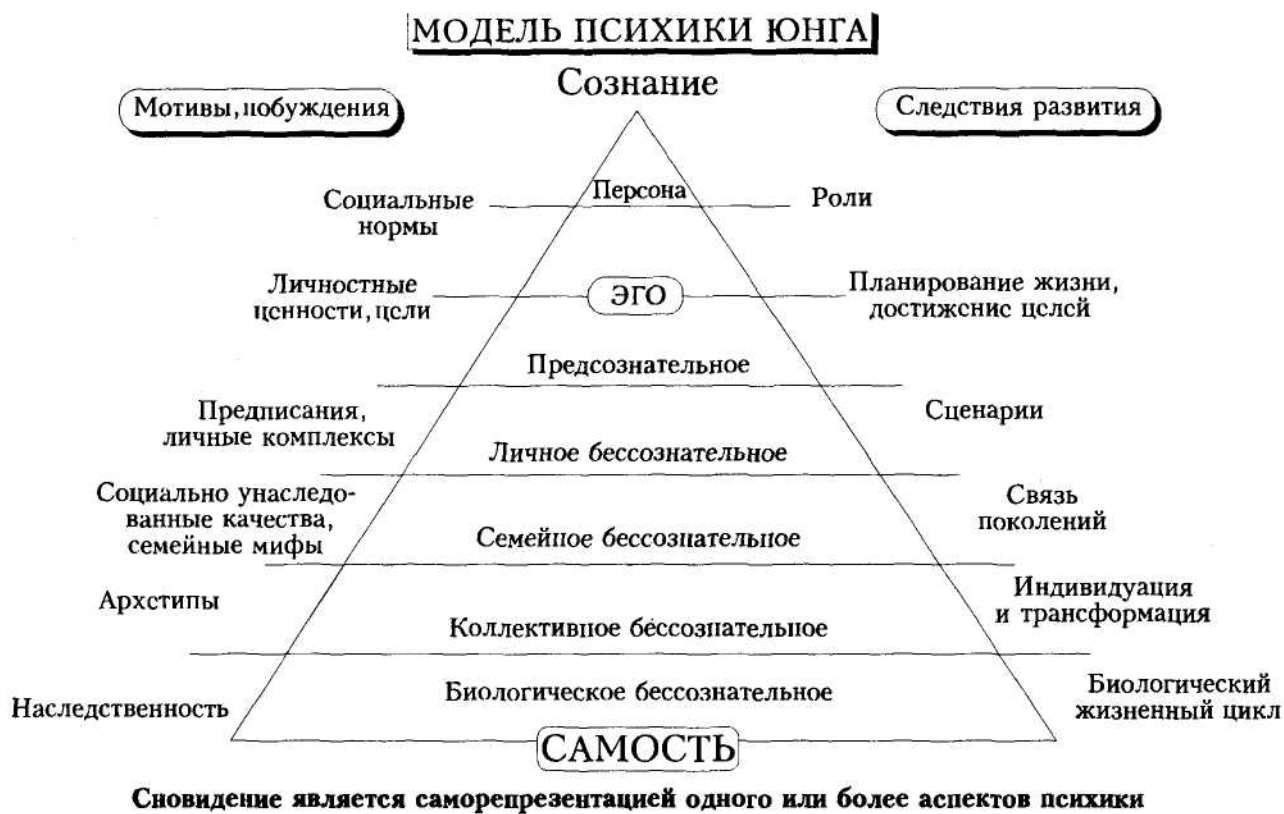 МОДЕЛЬ ПСИХИКИ ЮНГА
Сознание
Мотивы, побуждения
Следствия развития
Персона
Социальные
нормы
Роли
Личностные
ценности, цели
ЭГО
Планирование жизни,
достижение целей
Предсознательное
Предписания,
личные комплексы
Сценарии
Личное бессознательное
Социально унаследо-
ванные качества,
семейные мифы
Связь
поколений
Семейное бессознательное
Архетипы
Индивидуация
и трансформация
Коллективное бессознательное
Наследственность
Биологическое бессознательное
Биологический
жизненный цикл
САМОСТЬ
Сновидение является саморепрезентацией одного или более аспектов психики